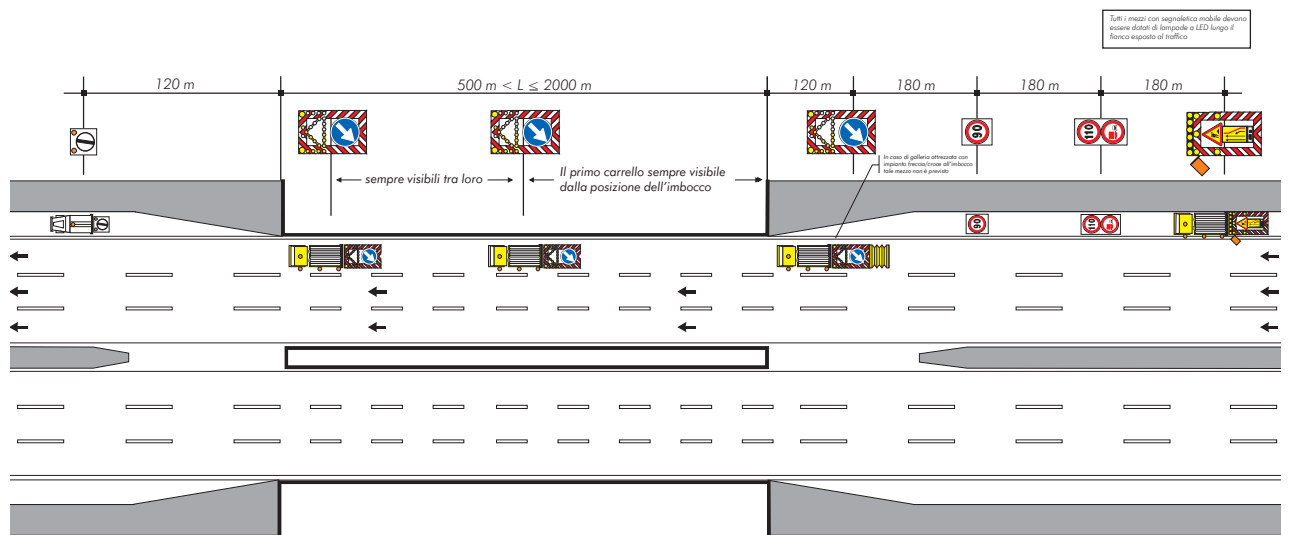 Tutti i mezzi con segnaletica mobile devono
essere dotati di lampade a LED lungo il
fianco esposto al traffico
120 m
500 m < L ≤ 2000 m
120 m
180 m
180 m
180 m
90
110
sempre visibili tra loro
Il primo carrello sempre visibile
dalla posizione dell'imbocco
In caso di galleria attrezzata con
impianto freccia/croce all'imbocco
tale mezzo non è previsto
90
110